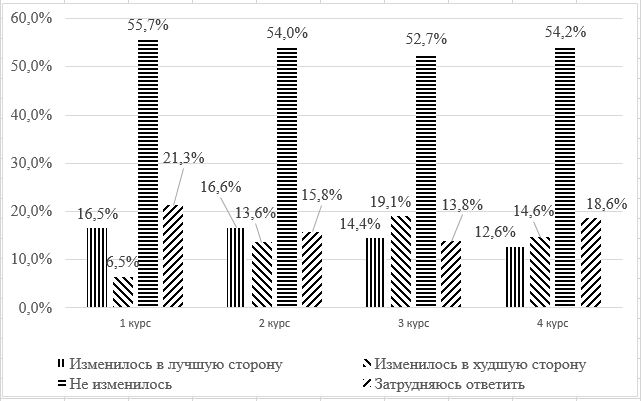 60,0%
50,0%
40,0%
30,0%
20,0%
10,0%
0,0%
55,7% 54,0% 52,7% 54,2%
16,5% 6,5% 21,3%
16,6% 13,6% 15,8%
14,4% 19,1% 13,8%
12,6% 14,6% 18,6%
1 курс 2 курс 3 курс 4 курс
Изменилось в лучшую сторону Изменилось в худшую сторону
Не изменилось Затрудняюсь ответить